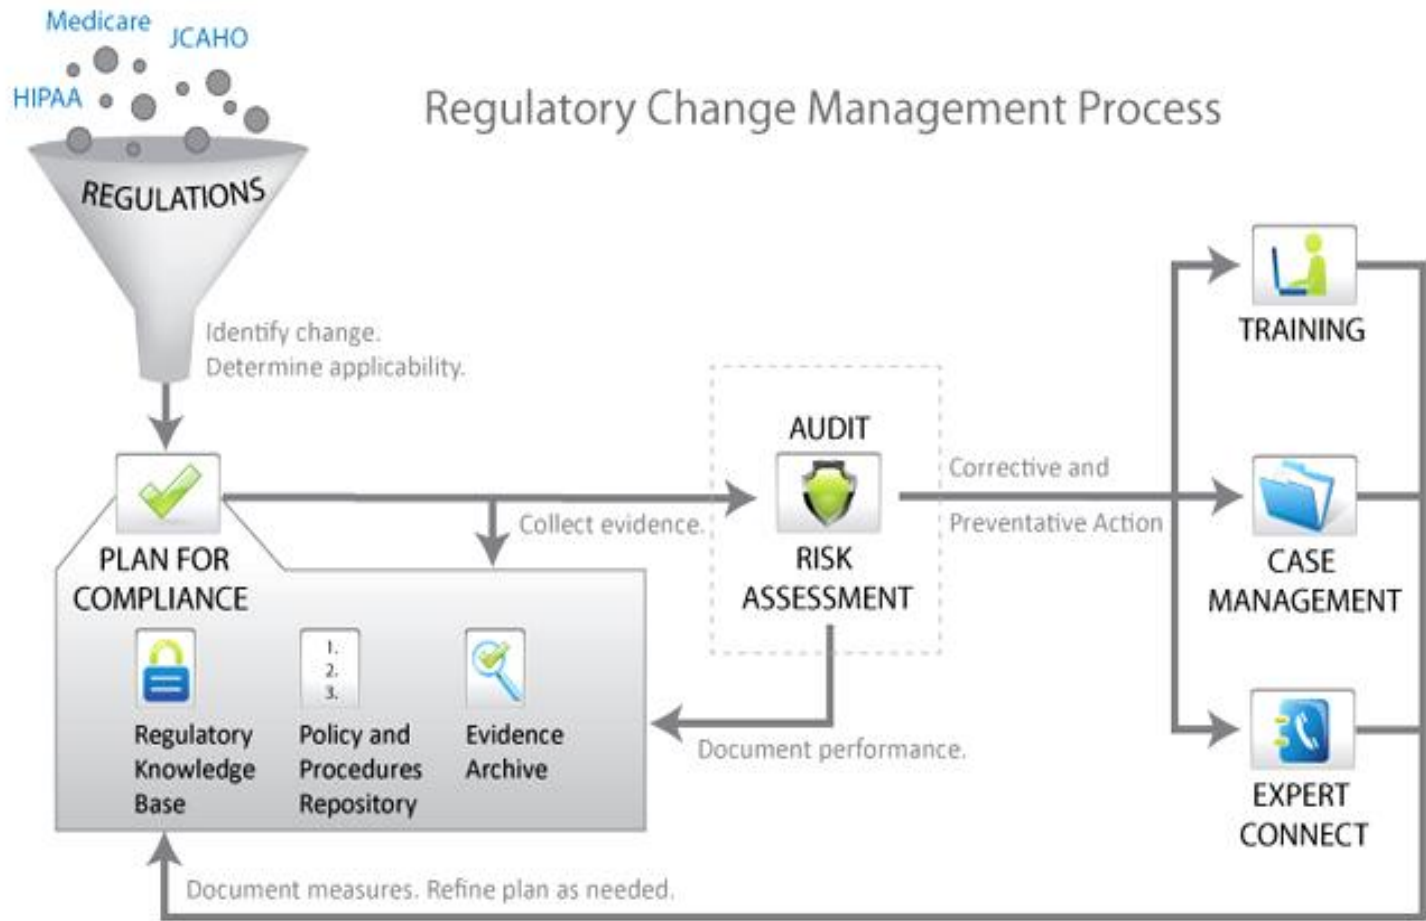 Medicare
JCAHO
HIPAA
Regulatory Change Management Process
REGULATIONS
Identify change.
Determine applicability.
TRAINING
AUDIT
Corrective and
Preventative Action
Collect evidence.
PLAN FOR
COMPLIANCE
RISK
ASSESSMENT
CASE
MANAGEMENT
1.
2.
3.
Regulatory
Knowledge
Base
Policy and
Procedures
Repository
Evidence
Archive
Document performance.
EXPERT
CONNECT
Document measures. Refine plan as needed.